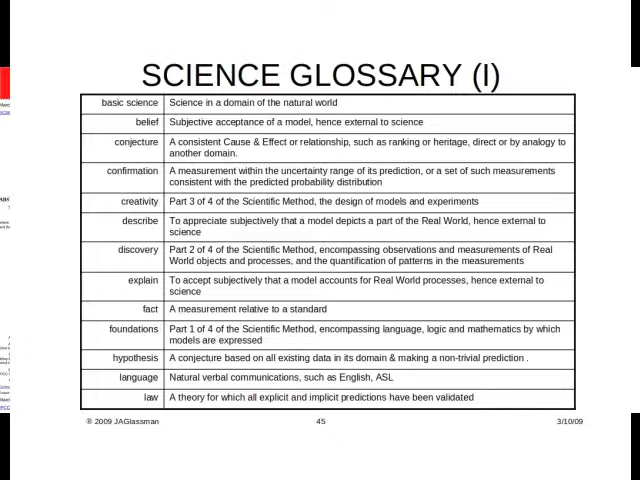 SCIENCE GLOSSARY (I)
basic science Science in a domain of the natural world
belief Subjective acceptance of a model, hence external to science
conjecture A consistent Cause & Effect or relationship, such as ranking or heritage, direct or by analogy to
another domain.
confirmation A measurement within the uncertainty range of its prediction, or a set of such measurements
consistent with the predicted probability distribution
creativity Part 3 of 4 of the Scientific Method, the design of models and experiments
describe To appreciate subjectively that a model depicts a part of the Real World, hence external to
science
discovery Part 2 of 4 of the Scientific Method, encompassing observations and measurements of Real
World objects and processes, and the quantification of patterns in the measurements
explain To accept subjectively that a model accounts for Real World processes, hence external to
science
fact A measurement relative to a standard
foundations Part 1 of 4 of the Scientific Method, encompassing language, logic and mathematics by which
models are expressed
hypothesis A conjecture based on all existing data in its domain & making a non-trivial prediction .
language Natural verbal communications, such as English, ASL
law A theory for which all explicit and implicit predictions have been validated
® 2009 JAGlassman 45 3/10/09